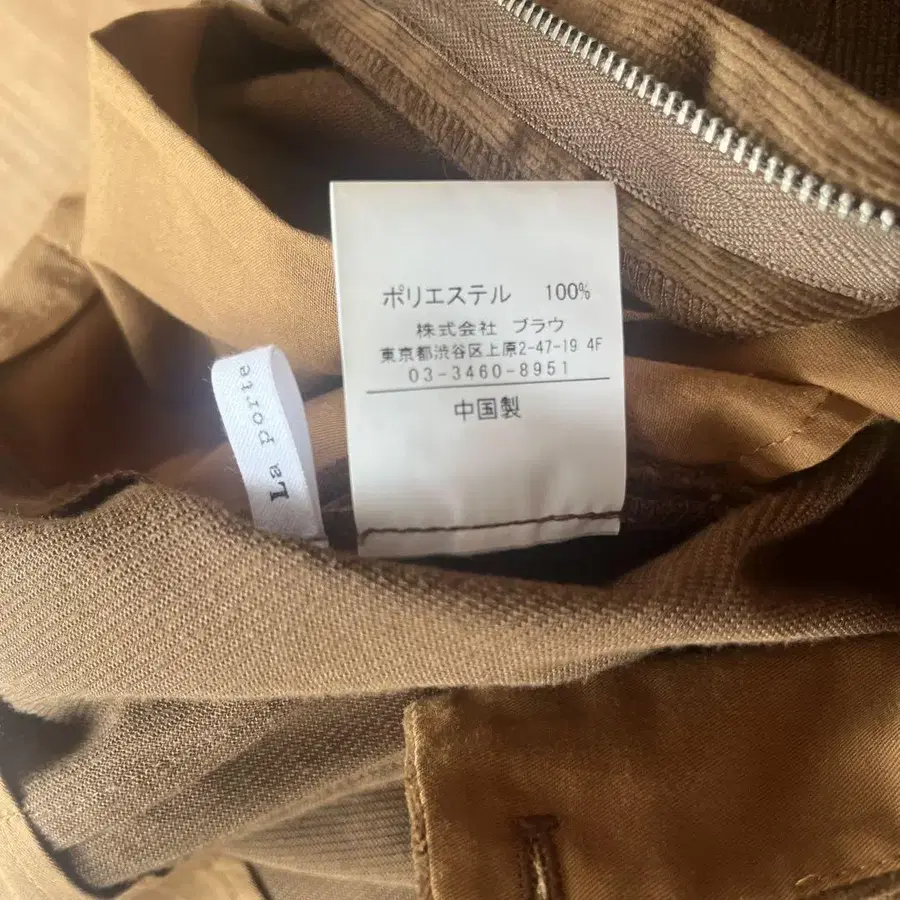 ポリエステル 100%
株式会社 ブラウ
東京都渋谷区上原2-47-19 4F
03-3460-8951
中国製
La porte